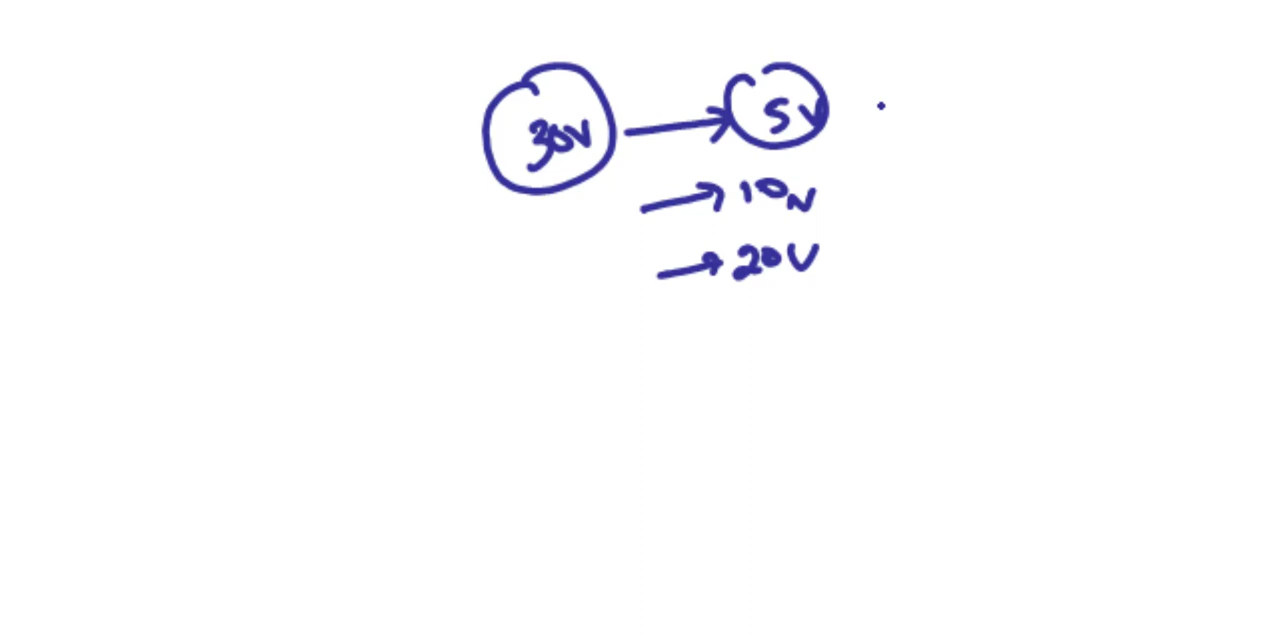 30V → 5V
→ 10V
→ 20V